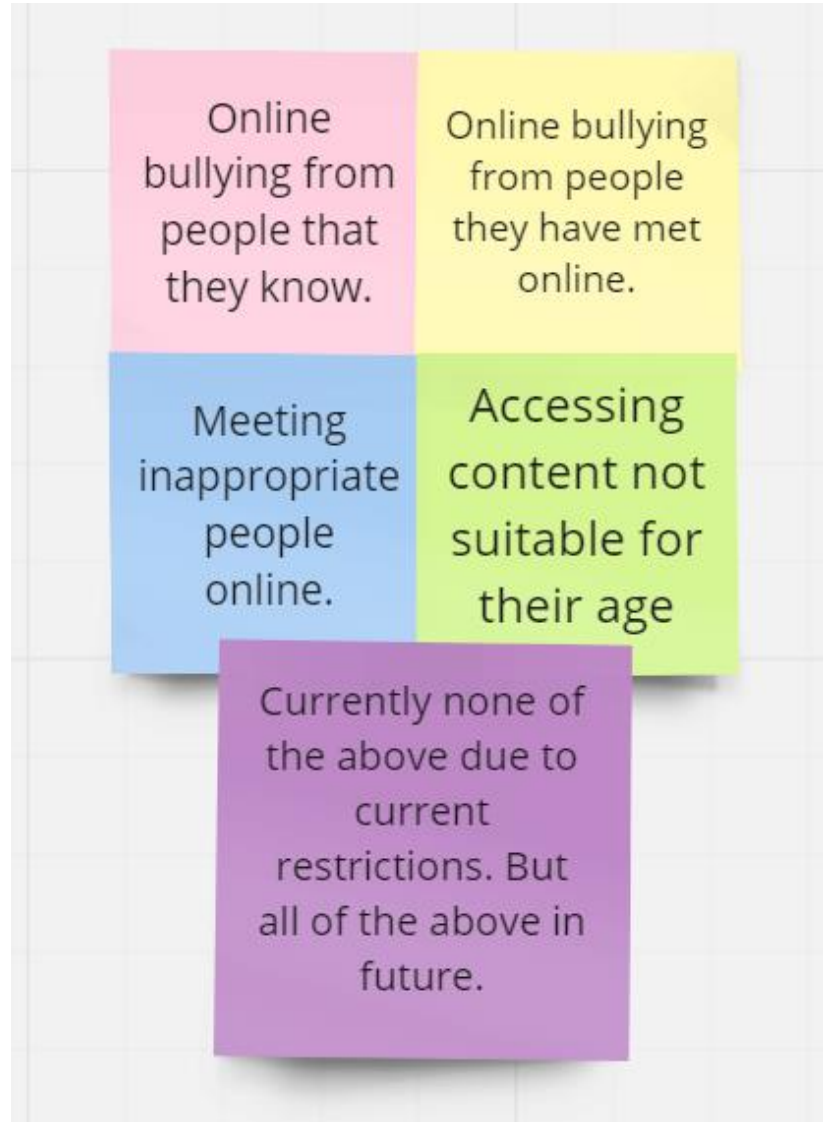 Online
bullying from
people that
they know.
Online bullying
from people
they have met
online.
Meeting
inappropriate
people
online.
Accessing
content not
suitable for
their age
Currently none of
the above due to
current
restrictions. But
all of the above in
future.